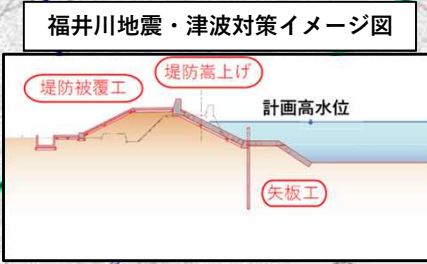 福井川地震・津波対策イメージ図
堤防嵩上げ
堤防被覆工
計画高水位
矢板工